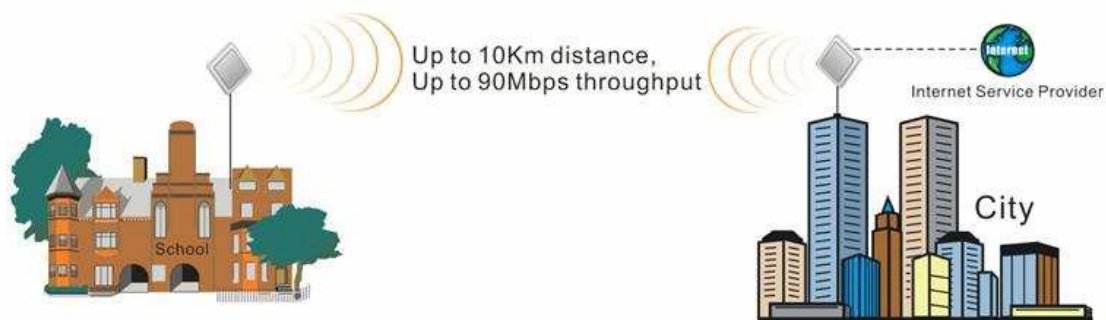 Up to 10Km distance,
Up to 90Mbps throughput
Internet
Internet Service Provider
City
School